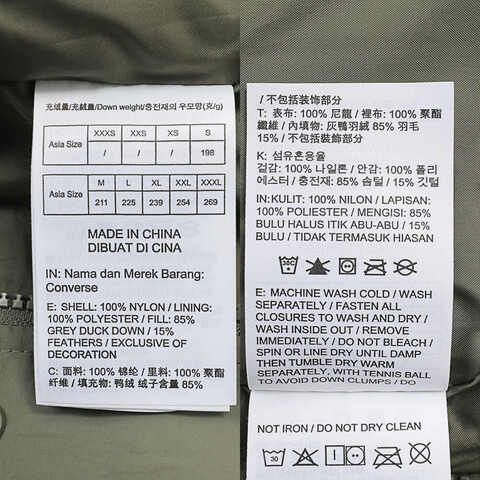 充绒量/充絨量/Down weight/충전재의 우모량(g/g)
Asia Size XXXS XXS XS S
/ / / 198
Asia Size M L XL XXL XXXL
211 225 239 254 269
MADE IN CHINA
DIBUAT DI CINA
IN: Nama dan Merek Barang:
Converse
E: SHELL: 100% NYLON / LINING:
100% POLYESTER / FILL: 85%
GREY DUCK DOWN / 15%
FEATHERS / EXCLUSIVE OF
DECORATION
C: 面料: 100% 锦纶 / 里料: 100% 聚酯
纤维 / 填充物: 鸭绒 绒子含量 85%
/ 不包括装饰部分
T: 表布: 100% 尼龍 / 裡布: 100% 聚酯
纖維 / 內填物: 灰鴨羽絨 85% 羽毛
15% / 不包括裝飾部分
K: 섬유혼용율
겉감: 100% 나일론 / 안감: 100% 폴리
에스터 / 충전재: 85% 솜털 / 15% 깃털
IN:KULIT: 100% NILON / LAPISAN:
100% POLIESTER / MENGISI: 85%
BULU HALUS ITIK ABU-ABU / 15%
BULU / TIDAK TERMASUK HIASAN
E: MACHINE WASH COLD / WASH
SEPARATELY / FASTEN ALL
CLOSURES TO WASH AND DRY /
WASH INSIDE OUT / REMOVE
IMMEDIATELY / DO NOT BLEACH /
SPIN OR LINE DRY UNTIL DAMP
THEN TUMBLE DRY WARM
SEPARATELY, WITH TENNIS BALL
TO AVOID DOWN CLUMPS / DO
NOT IRON / DO NOT DRY CLEAN
30